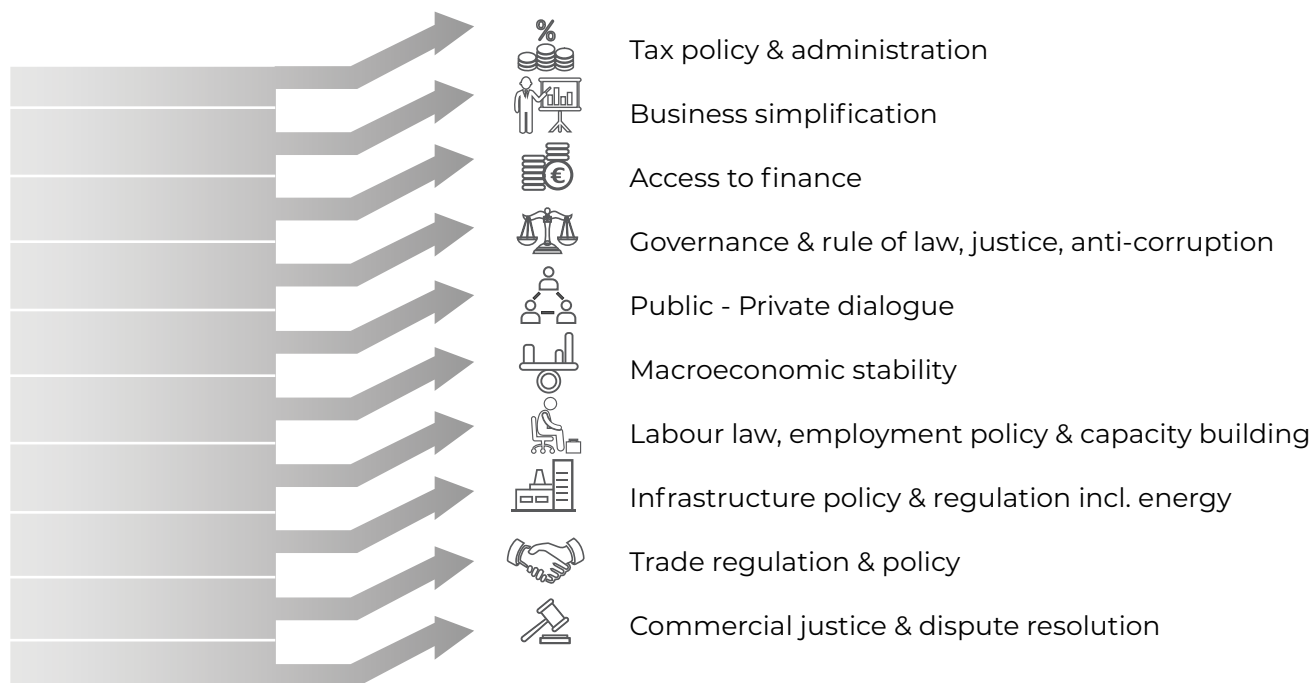 %
Tax policy & administration
Business simplification
€
Access to finance
Governance & rule of law, justice, anti-corruption
Public - Private dialogue
Macroeconomic stability
Labour law, employment policy & capacity building
Infrastructure policy & regulation incl. energy
Trade regulation & policy
Commercial justice & dispute resolution